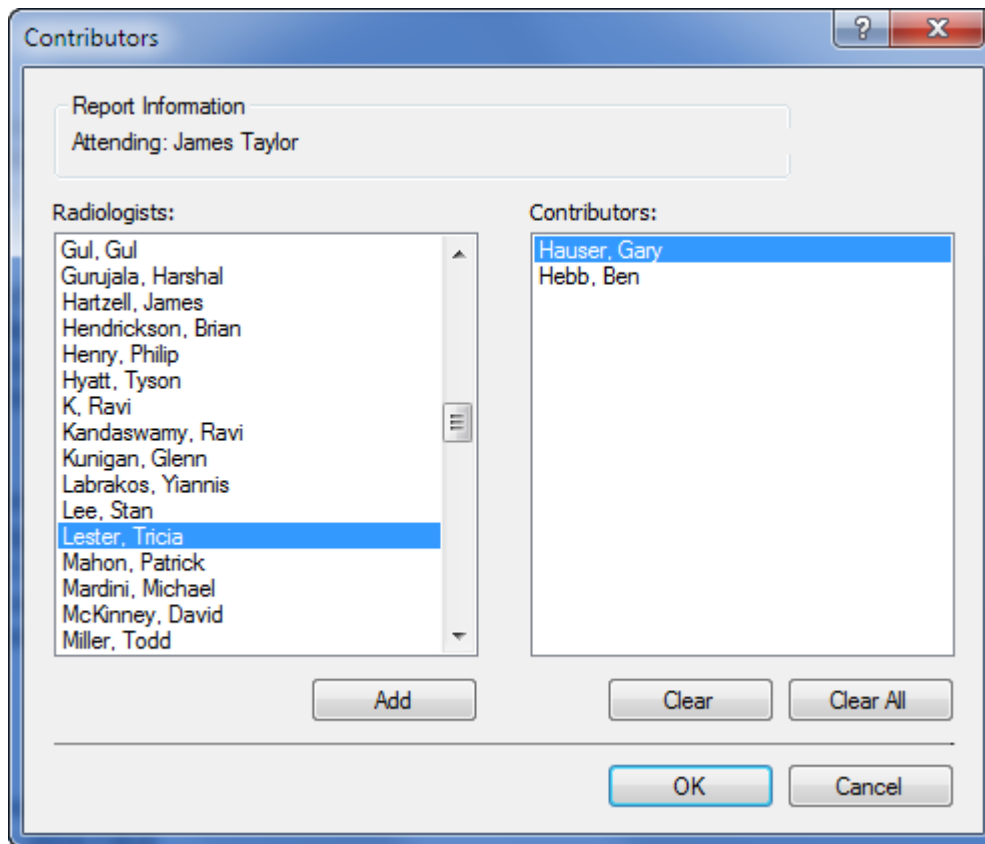 Contributors
Report Information
Attending: James Taylor
Radiologists:
Gul, Gul
Gurujala, Harshal
Hartzell, James
Hendrickson, Brian
Henry, Philip
Hyatt, Tyson
K, Ravi
Kandaswamy, Ravi
Kunigan, Glenn
Labrakos, Yiannis
Lee, Stan
Lester, Tricia
Mahon, Patrick
Mardini, Michael
McKinney, David
Miller, Todd
Add
Contributors:
Hauser, Gary
Hebb, Ben
Clear Clear All
OK Cancel